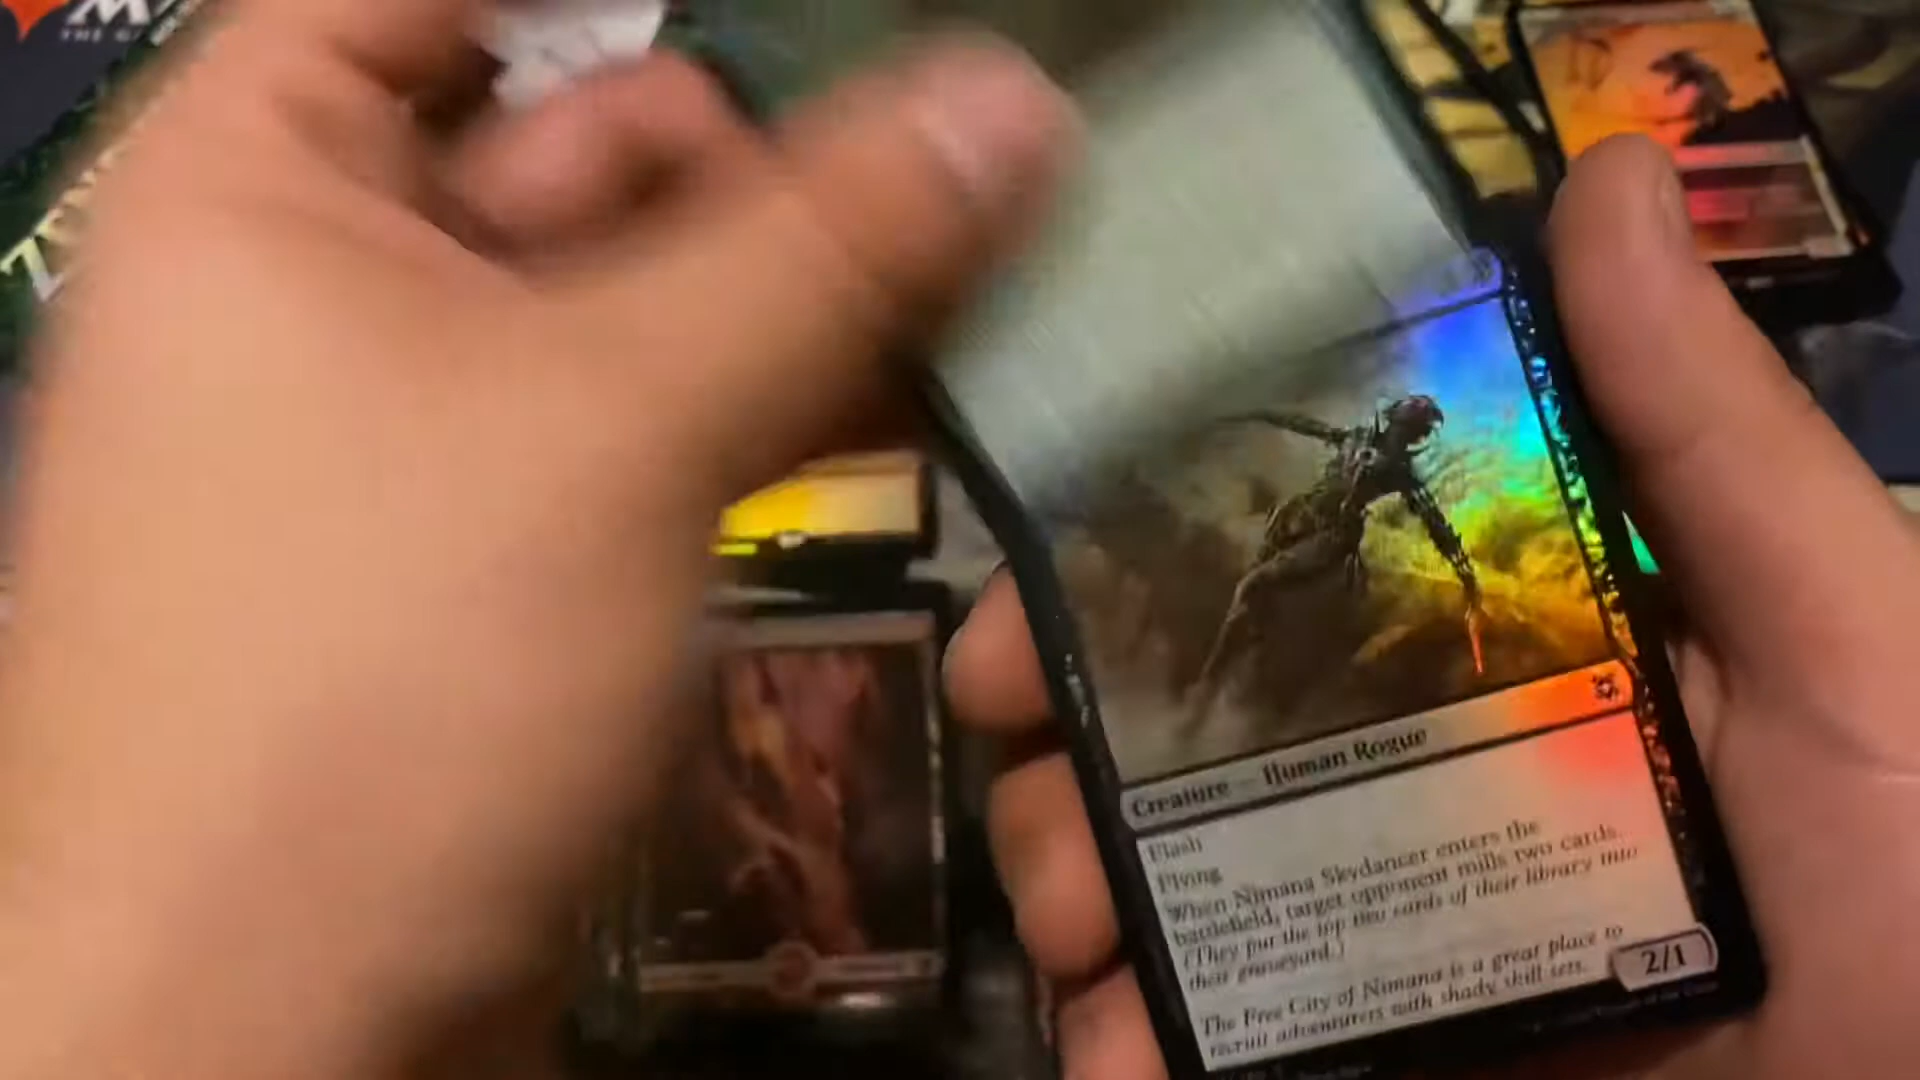 THE G
Creature — Human Rogue
Flash
Flying
When Nimana Skydancer enters the
battlefield, target opponent mills two cards.
(They put the top two cards of their library into
their graveyard.)
The Free City of Nimana is a great place to
recruit adventurers with shady skill sets.
2/1